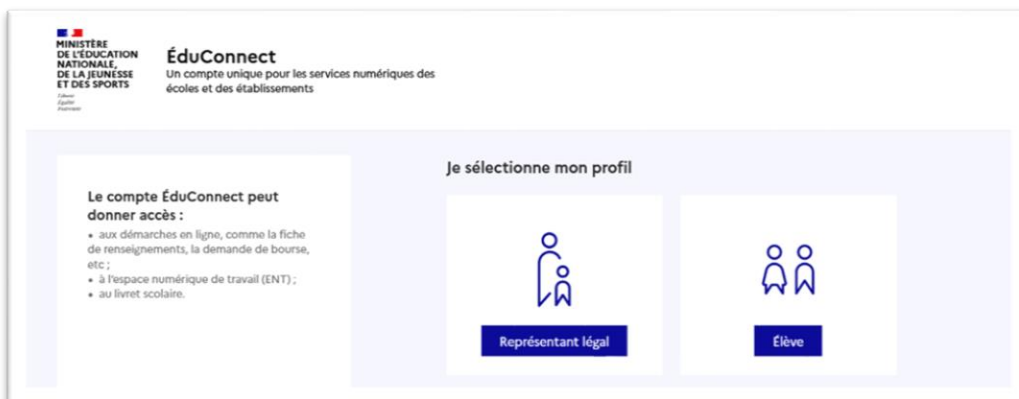 MINISTÈRE
DE L'ÉDUCATION
NATIONALE,
DE LA JEUNESSE
ET DES SPORTS
Liberté
Égalité
Fraternité
ÉduConnect
Un compte unique pour les services numériques des
écoles et des établissements
Le compte ÉduConnect peut
donner accès :
• aux démarches en ligne, comme la fiche
de renseignements, la demande de bourse,
etc ;
• à l'espace numérique de travail (ENT) ;
• au livret scolaire.
Je sélectionne mon profil
Représentant légal
Élève